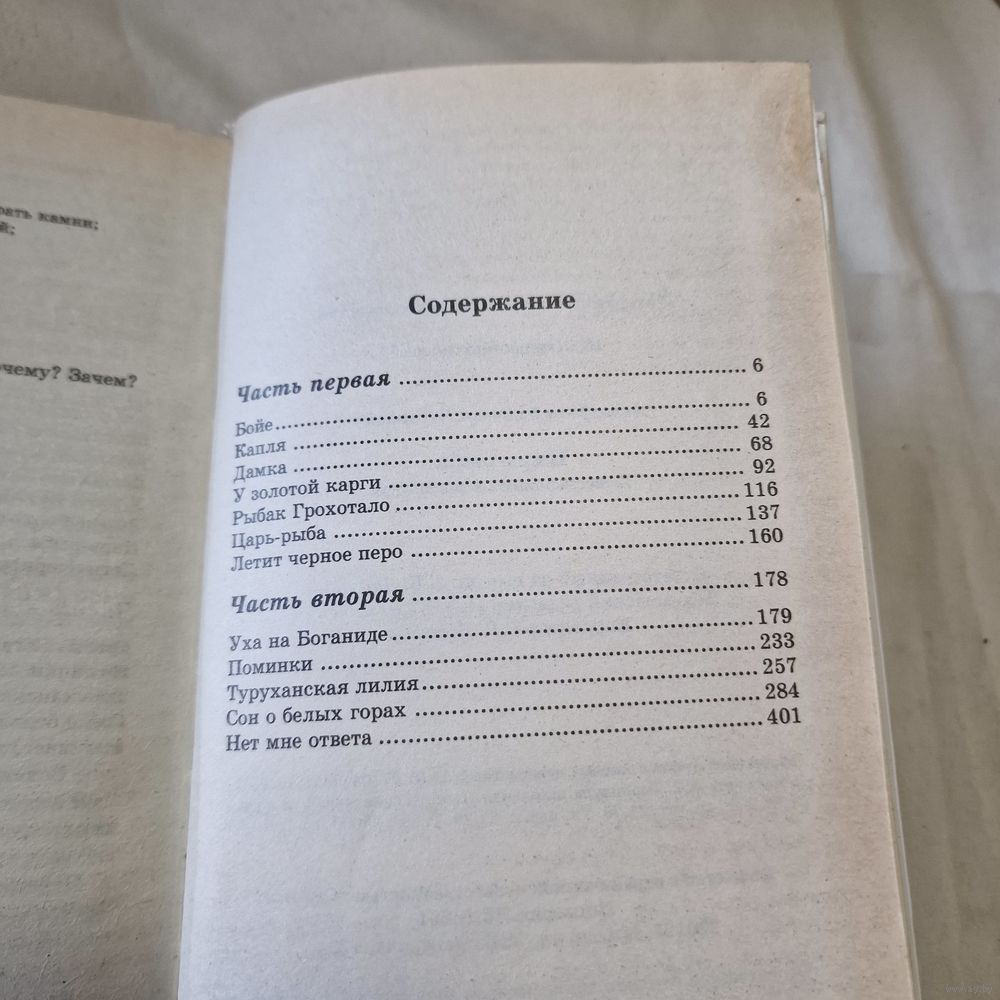 камни;
й;
чему? Зачем?
Содержание
Часть первая ........ 6
Бойе ........ 6
Капля ........ 42
Дамка ........ 68
У золотой карги ........ 92
Рыбак Грохотало ........ 116
Царь-рыба ........ 137
Летит черное перо ........ 160
Часть вторая ........ 178
Уха на Боганиде ........ 179
Поминки ........ 233
Туруханская лилия ........ 257
Сон о белых горах ........ 284
Нет мне ответа ........ 401